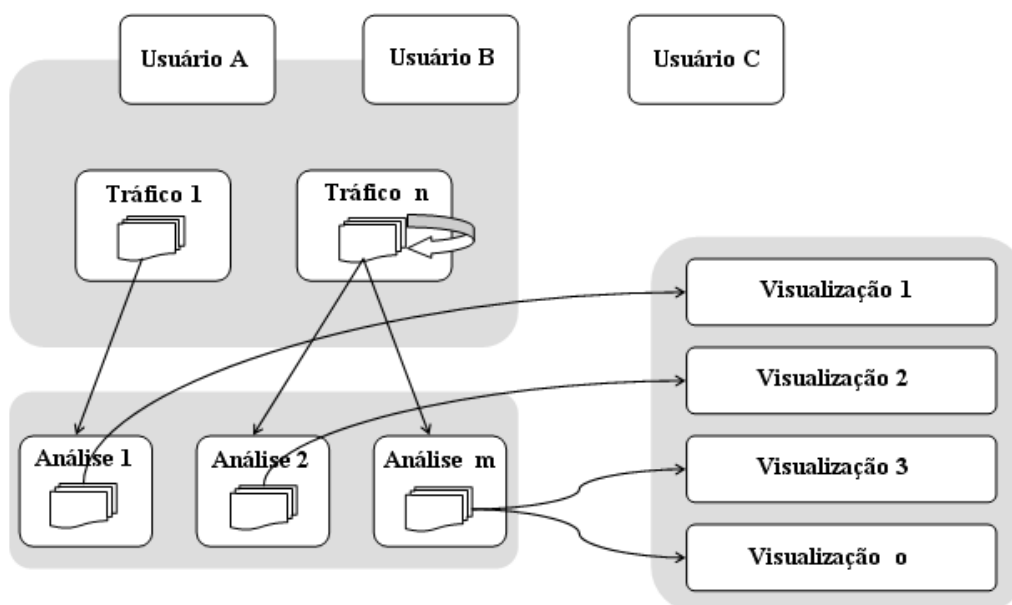 Usuário A
Usuário B
Usuário C
Tráfico 1
Tráfico n
Visualização 1
Visualização 2
Análise 1
Análise 2
Análise m
Visualização 3
Visualização o